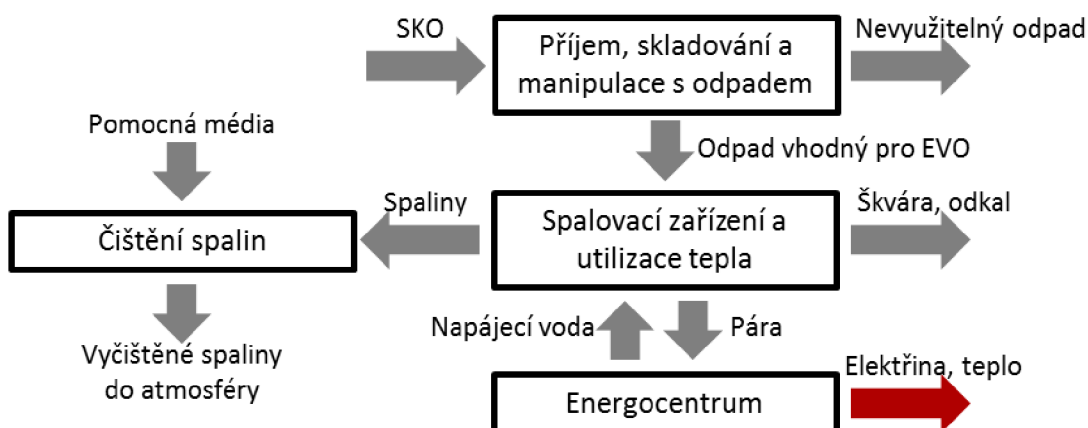 SKO
Příjem, skladování a
manipulace s odpadem
Nevyužitelný odpad
Pomocná média
Odpad vhodný pro EVO
Čištění spalin
Spaliny
Spalovací zařízení a
utilizace tepla
Škvára, odkal
Vyčištěné spaliny
do atmosféry
Napájecí voda
Pára
Energocentrum
Elektřina, teplo